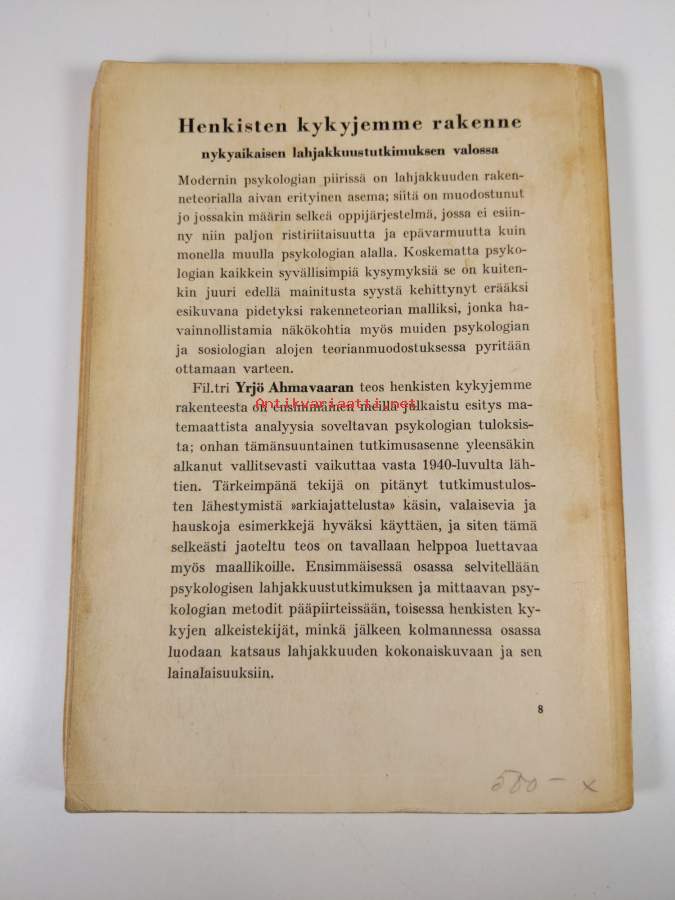 Henkisten kykyjemme rakenne
nykyaikaisen lahjakkuustutkimuksen valossa
Modernin psykologian piirissä on lahjakkuuden raken-
neteorialla aivan erityinen asema; siitä on muodostunut
jo jossakin määrin selkeä oppijärjestelmä, jossa ei esiin-
ny niin paljon ristiriitaisuutta ja epävarmuutta kuin
monella muulla psykologian alalla. Koskematta psyko-
logian kaikkein syvällisimpiä kysymyksiä se on kuiten-
kin juuri edellä mainitusta syystä kehittynyt erääksi
esikuvana pidetyksi rakenneteorian malliksi, jonka ha-
vainnollistamia näkökohtia myös muiden psykologian
ja sosiologian alojen teorianmuodostuksessa pyritään
ottamaan varteen.
Fil.tri Yrjö Ahmavaaran teos henkisten kykyjemme
rakenteesta on ensimmäinen meillä julkaistu esitys ma-
Antikvariaatti.net
temaattista analyysia soveltavan psykologian tuloksis-
ta; onhan tämänsuuntainen tutkimusasenne yleensäkin
alkanut vallitsevasti vaikuttaa vasta 1940-luvulta läh-
tien. Tärkeimpänä tekijä on pitänyt tutkimustulos-
ten lähestymistä »arkiajattelusta» käsin, valaisevia ja
hauskoja esimerkkejä hyväksi käyttäen, ja siten tämä
selkeästi jaoteltu teos on tavallaan helppoa luettavaa
myös maallikoille. Ensimmäisessä osassa selvitellään
psykologisen lahjakkuustutkimuksen ja mittaavan psy-
kologian metodit pääpiirteissään, toisessa henkisten ky-
kyjen alkeistekijät, minkä jälkeen kolmannessa osassa
luodaan katsaus lahjakkuuden kokonaiskuvaan ja sen
lainalaisuuksiin.
8
500- x